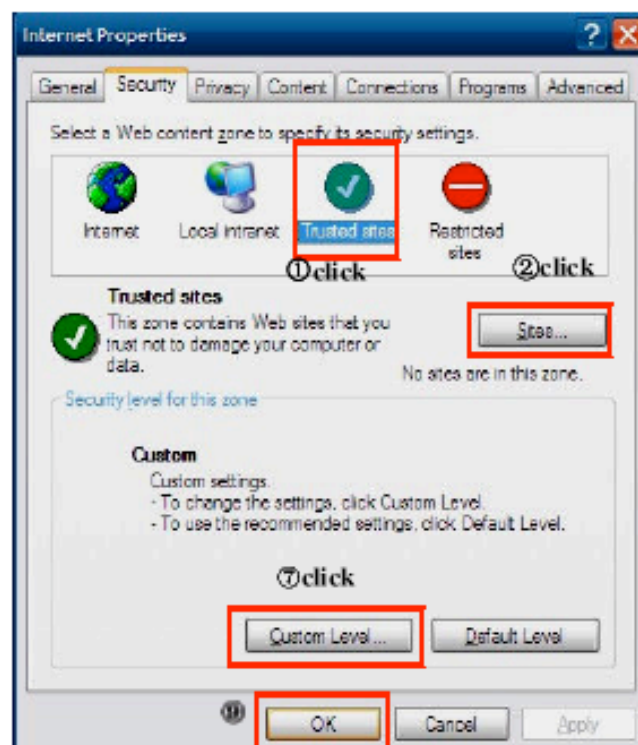 Internet Properties
General Security Privacy Content Connections Programs Advanced
Select a Web content zone to specify its security settings.
Internet Local intranet Trusted sites Restricted sites
①click ②click
Trusted sites
This zone contains Web sites that you
trust not to damage your computer or
data.
Sites...
No sites are in this zone.
Security level for this zone
Custom
Custom settings.
- To change the settings, click Custom Level.
- To use the recommended settings, click Default Level.
⑦click
Custom Level... Default Level
OK Cancel Apply